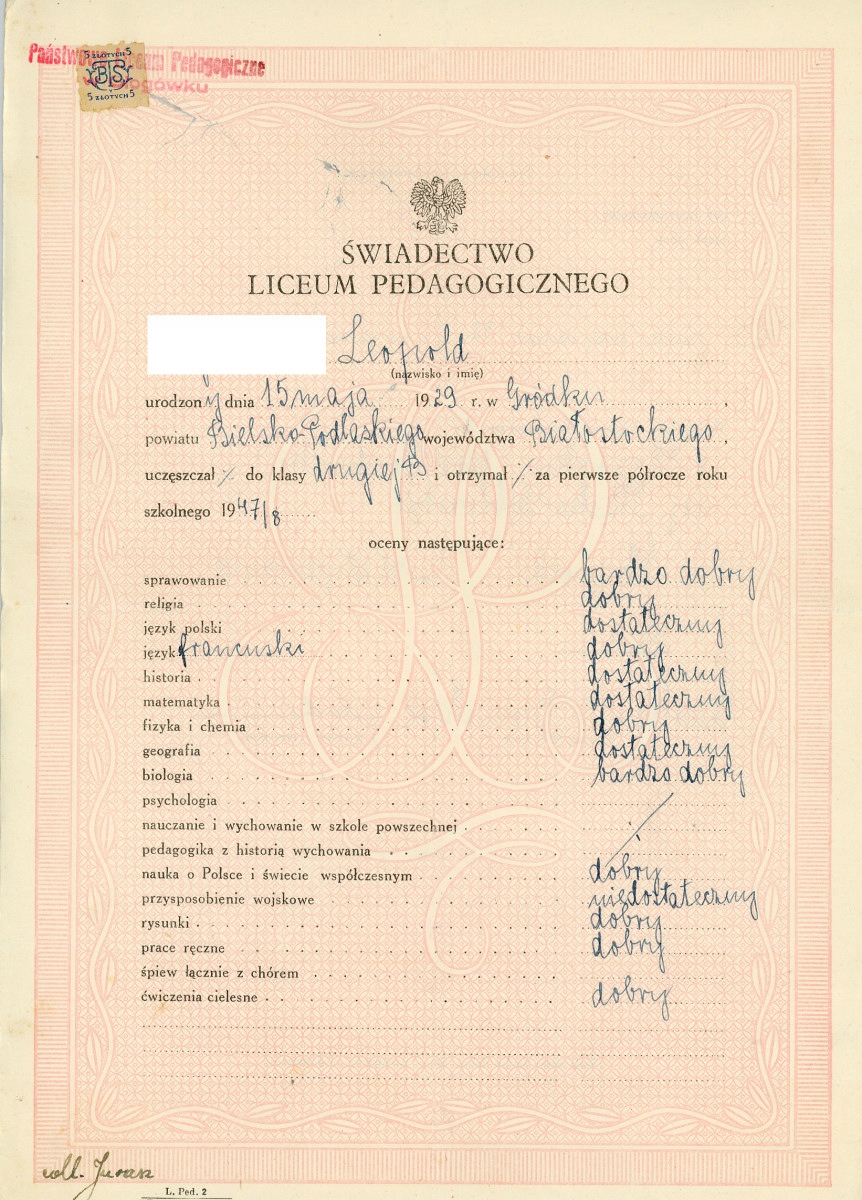 Państwowe Liceum Pedagogiczne
w Głogówku
5 ZŁOTYCH 5
BTS
5 ZŁOTYCH 5
ŚWIADECTWO
LICEUM PEDAGOGICZNEGO
Leopold
(nazwisko i imię)
urodzony dnia 15 maja 1929 r. w Gródku,
powiatu Bielsko-Podlaskiego województwa Białostockiego,
uczęszczał do klasy drugiej B i otrzymał za pierwsze półrocze roku
szkolnego 1947/8
oceny następujące:
sprawowanie bardzo dobry
religia dobry
język polski dostateczny
język francuski dobry
historia dostateczny
matematyka dostateczny
fizyka i chemia dobry
geografia dostateczny
biologia bardzo dobry
psychologia
nauczanie i wychowanie w szkole powszechnej
pedagogika z historią wychowania
nauka o Polsce i świecie współczesnym dobry
przysposobienie wojskowe niedostateczny
rysunki dobry
prace ręczne dobry
śpiew łącznie z chórem
ćwiczenia cielesne dobry
L. Ped. 2